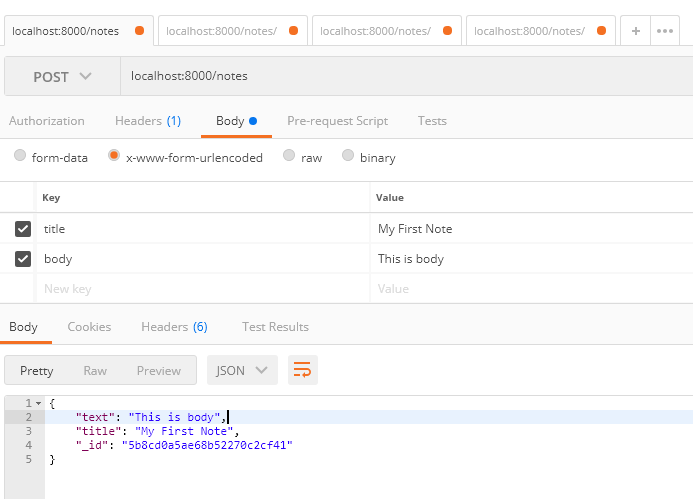 localhost:8000/notes localhost:8000/notes/ localhost:8000/notes/ localhost:8000/notes/ + •••
POST localhost:8000/notes
Authorization Headers (1) Body Pre-request Script Tests
form-data x-www-form-urlencoded raw binary
Key Value
title My First Note
body This is body
New key Value
Body Cookies Headers (6) Test Results
Pretty Raw Preview JSON
1 {
2 "text": "This is body",
3 "title": "My First Note",
4 "_id": "5b8cd0a5ae68b52270c2cf41"
5 }